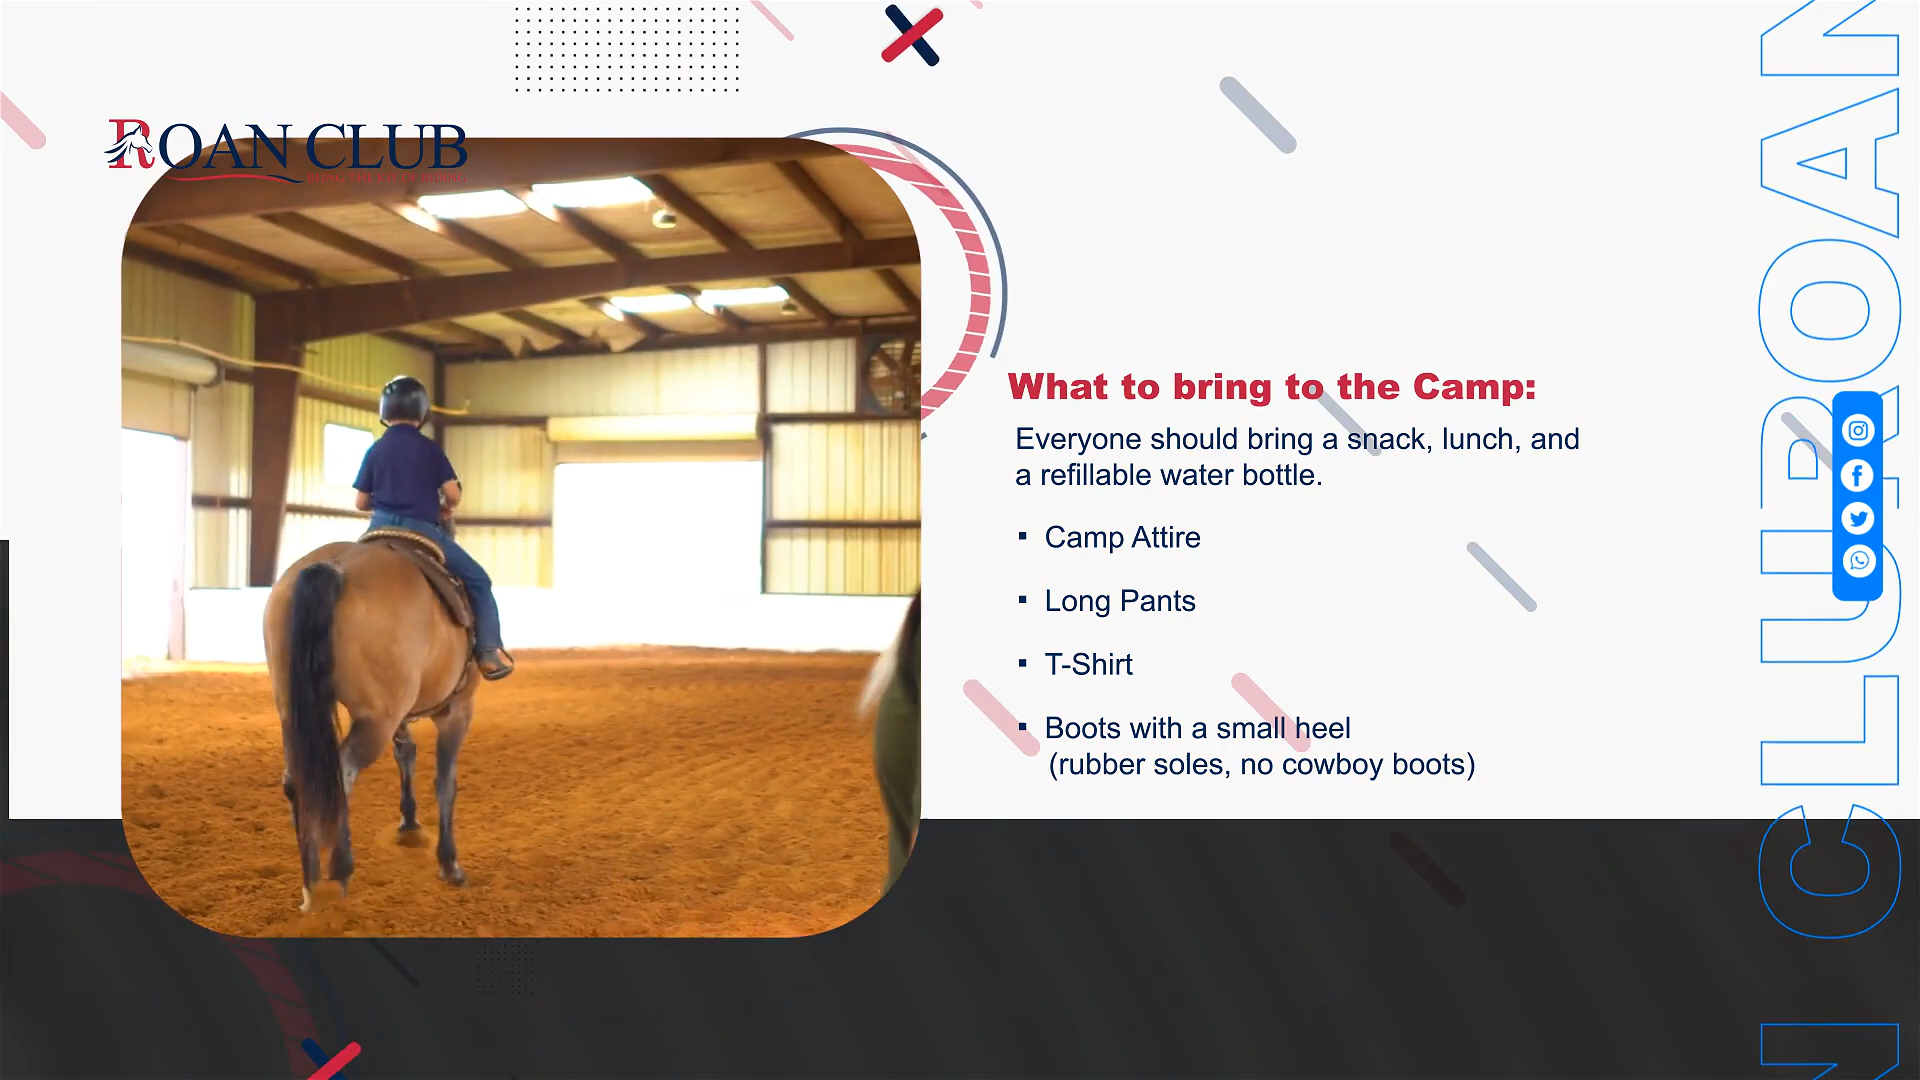 ROAN CLUB
What to bring to the Camp:
Everyone should bring a snack, lunch, and
a refillable water bottle.
▪ Camp Attire
▪ Long Pants
▪ T-Shirt
▪ Boots with a small heel
(rubber soles, no cowboy boots)
ROAN
CLUB
N